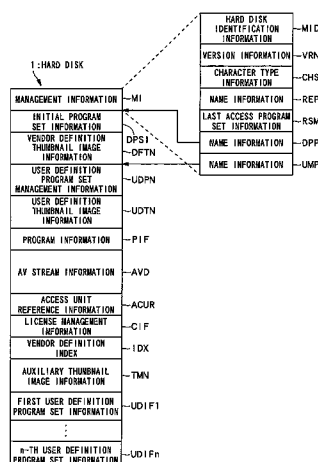 HARD DISK
IDENTIFICATION
INFORMATION
MID
VERSION INFORMATION
VRN
CHARACTER TYPE
INFORMATION
CHS
NAME INFORMATION
REP
LAST ACCESS PROGRAM
SET INFORMATION
RSM
NAME INFORMATION
DPP
NAME INFORMATION
UMP
1:HARD DISK
MANAGEMENT INFORMATION
MI
INITIAL PROGRAM
SET INFORMATION
DPSI
VENDOR DEFINITION
THUMBNAIL IMAGE
INFORMATION
DFTN
USER DEFINITION
PROGRAM SET
MANAGEMENT INFORMATION
UDPN
USER DEFINITION
THUMBNAIL IMAGE
INFORMATION
UDTN
PROGRAM INFORMATION
PIF
AV STREAM INFORMATION
AVD
ACCESS UNIT
REFERENCE INFORMATION
ACUR
LICENSE MANAGEMENT
INFORMATION
CIF
VENDOR DEFINITION
INDEX
IDX
AUXILIARY THUMBNAIL
IMAGE INFORMATION
TMN
FIRST USER DEFINITION
PROGRAM SET INFORMATION
UDIF1
n-TH USER DEFINITION
PROGRAM SET INFORMATION
UDIFn